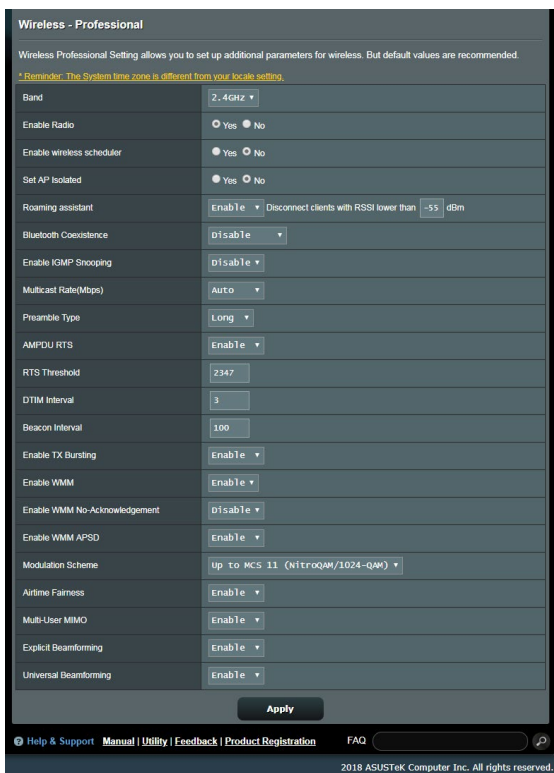 Wireless - Professional
Wireless Professional Setting allows you to set up additional parameters for wireless. But default values are recommended.
* Reminder: The System time zone is different from your locale setting.
Band 2.4GHz
Enable Radio Yes No
Enable wireless scheduler Yes No
Set AP Isolated Yes No
Roaming assistant Enable Disconnect clients with RSSI lower than -55 dBm
Bluetooth Coexistence Disable
Enable IGMP Snooping Disable
Multicast Rate(Mbps) Auto
Preamble Type Long
AMPDU RTS Enable
RTS Threshold 2347
DTIM Interval 3
Beacon Interval 100
Enable TX Bursting Enable
Enable WMM Enable
Enable WMM No-Acknowledgement Disable
Enable WMM APSD Enable
Modulation Scheme Up to MCS 11 (NitroQAM/1024-QAM)
Airtime Fairness Enable
Multi-User MIMO Enable
Explicit Beamforming Enable
Universal Beamforming Enable
Apply
Help & Support Manual | Utility | Feedback | Product Registration FAQ
2018 ASUSTeK Computer Inc. All rights reserved.